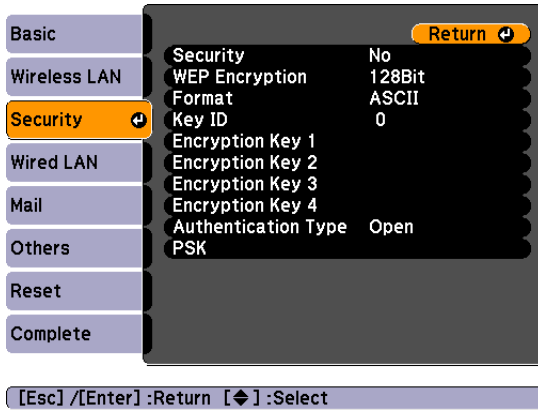 Basic
Wireless LAN
Security
Wired LAN
Mail
Others
Reset
Complete
Return
Security No
WEP Encryption 128Bit
Format ASCII
Key ID 0
Encryption Key 1
Encryption Key 2
Encryption Key 3
Encryption Key 4
Authentication Type Open
PSK
[Esc] /[Enter] :Return [◆] :Select